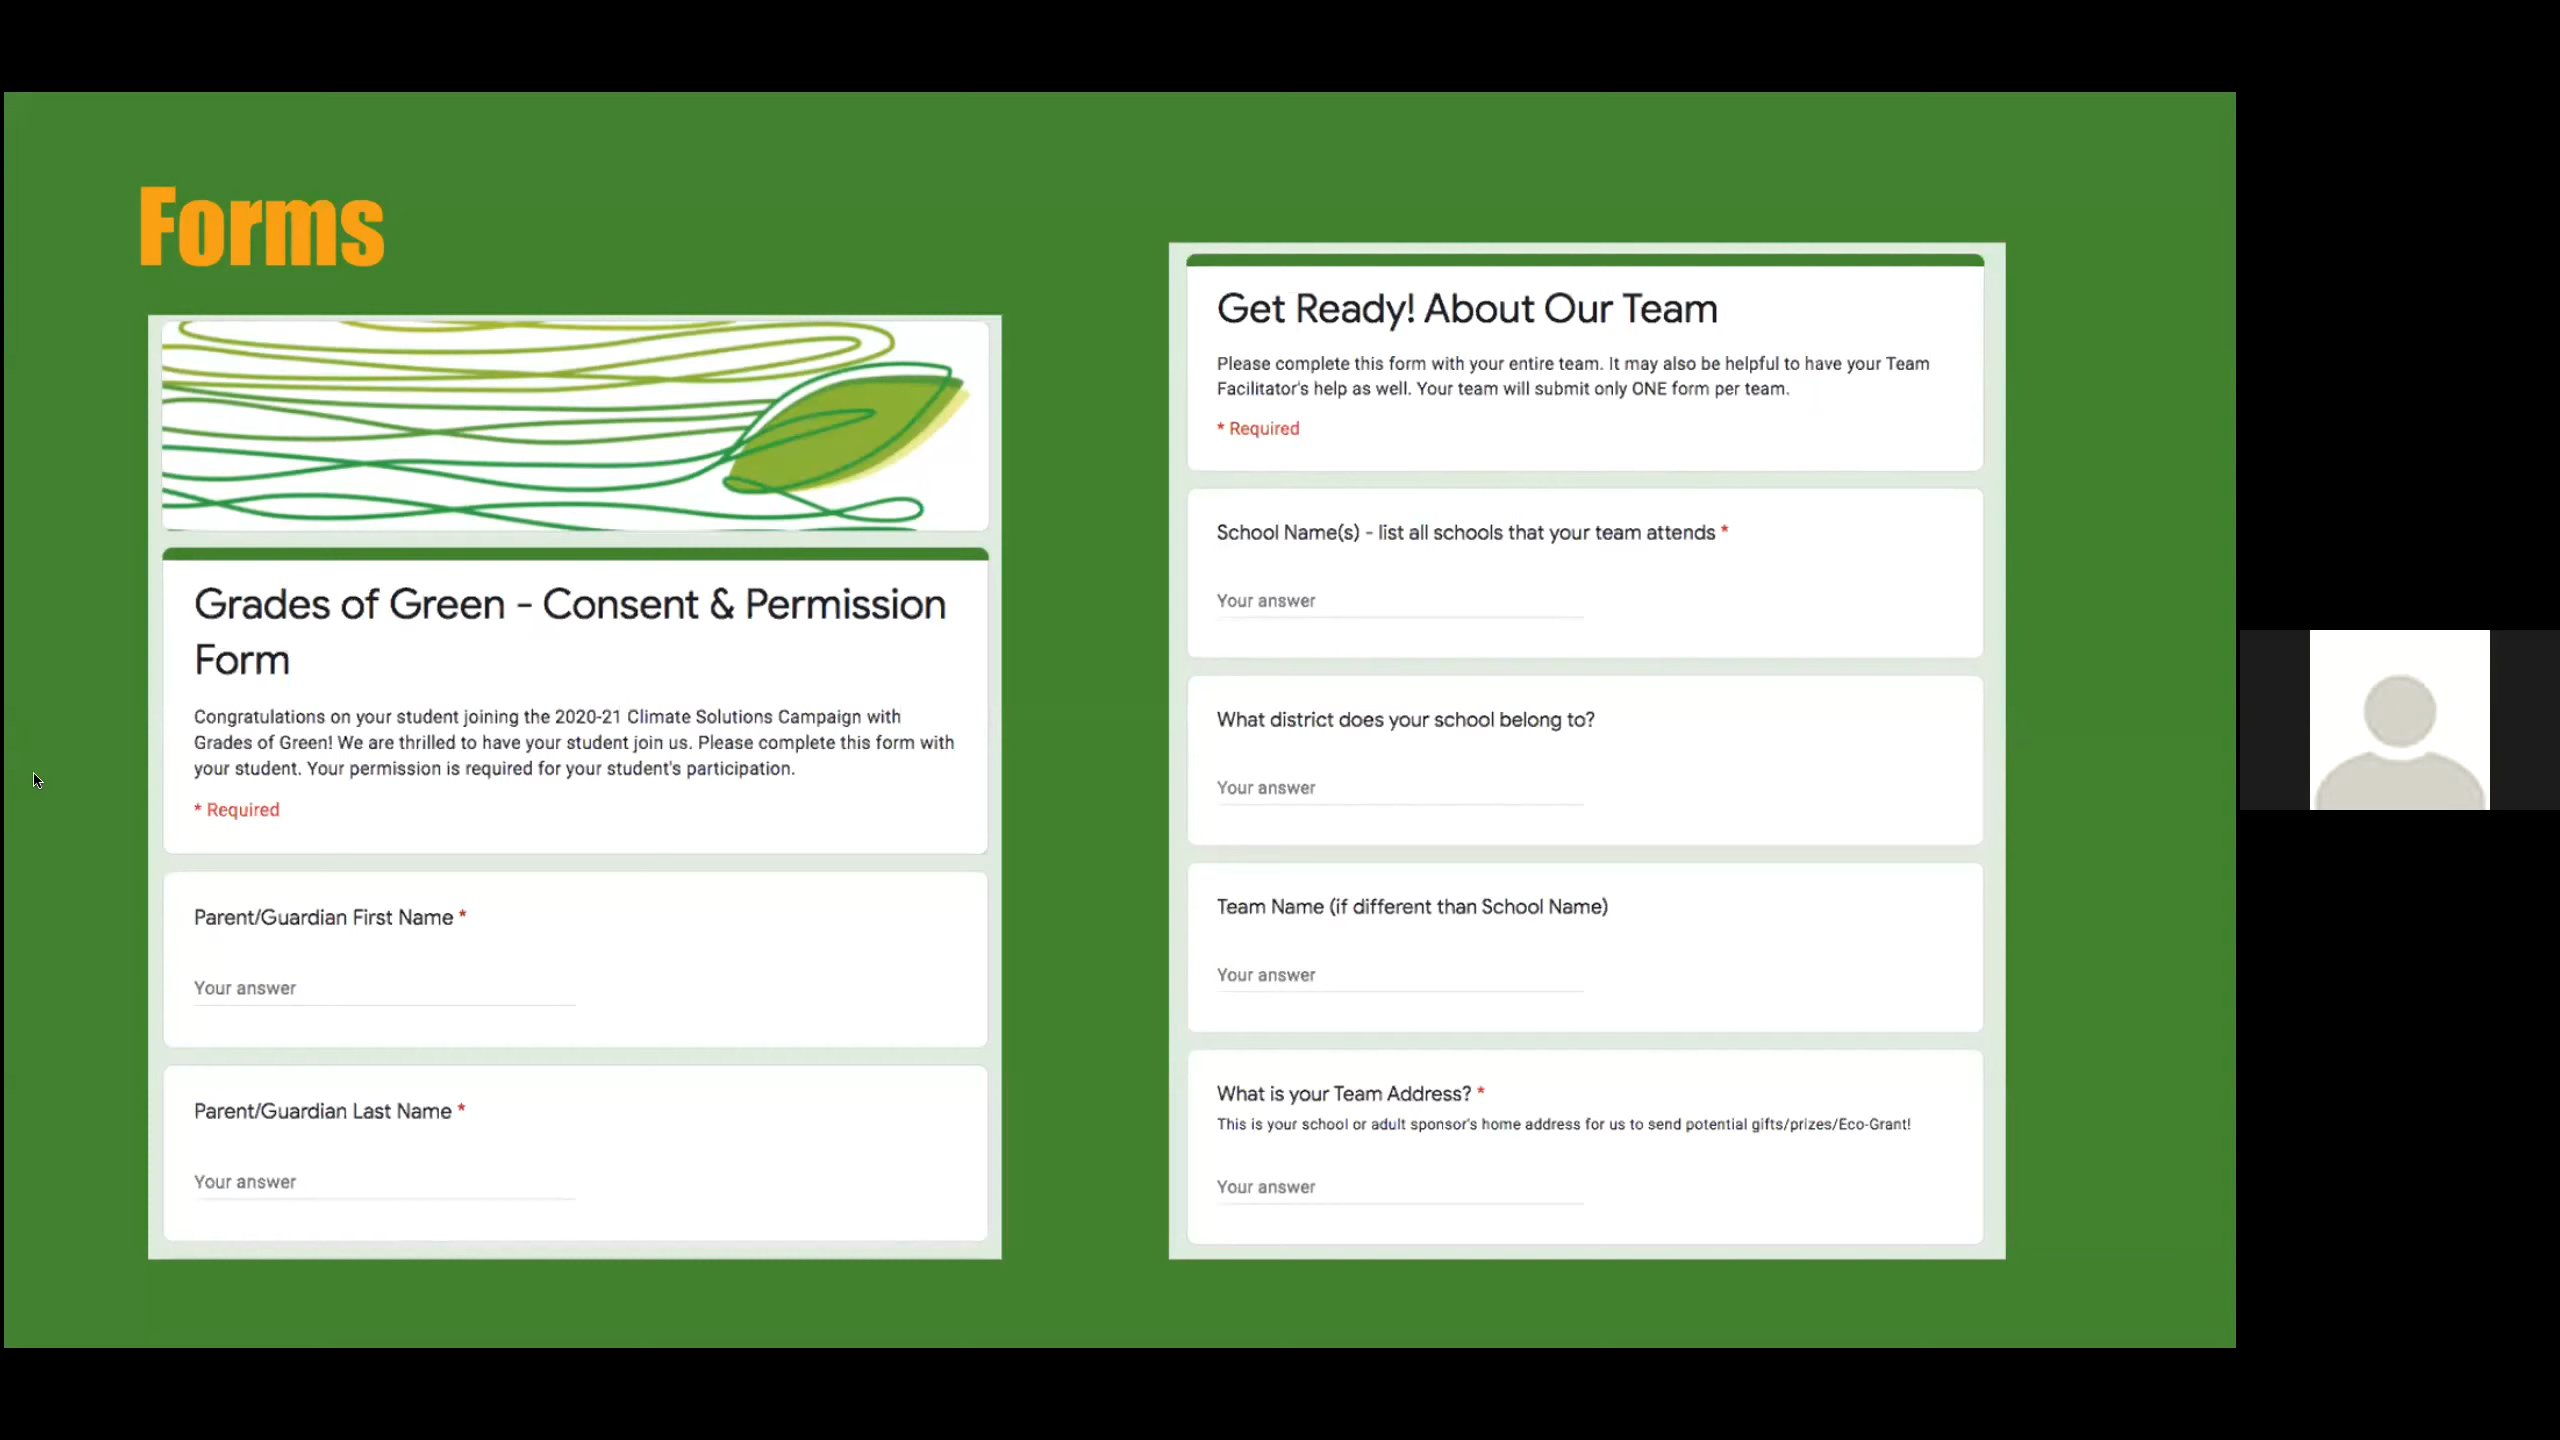 Forms
Grades of Green - Consent & Permission
Form
Congratulations on your student joining the 2020-21 Climate Solutions Campaign with
Grades of Green! We are thrilled to have your student join us. Please complete this form with
your student. Your permission is required for your student's participation.
* Required
Parent/Guardian First Name *
Your answer
Parent/Guardian Last Name *
Your answer
Get Ready! About Our Team
Please complete this form with your entire team. It may also be helpful to have your Team
Facilitator's help as well. Your team will submit only ONE form per team.
* Required
School Name(s) - list all schools that your team attends *
Your answer
What district does your school belong to?
Your answer
Team Name (if different than School Name)
Your answer
What is your Team Address? *
This is your school or adult sponsor's home address for us to send potential gifts/prizes/Eco-Grant!
Your answer